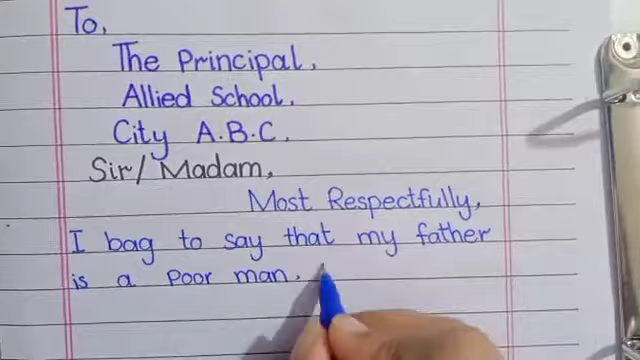 To,
The Principal,
Allied School,
City A.B.C.
Sir/Madam,
Most Respectfully,
I bag to say that my father
is a Poor man,